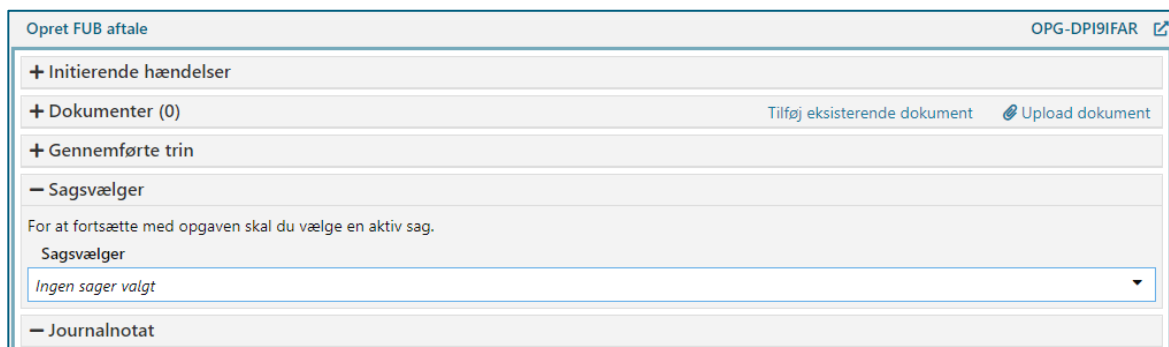 Opret FUB aftale OPG-DPI9IFAR
Initierende hændelser
Dokumenter (0) Tilføj eksisterende dokument Upload dokument
Gennemførte trin
Sagsvælger
For at fortsætte med opgaven skal du vælge en aktiv sag.
Sagsvælger
Ingen sager valgt
Journalnotat